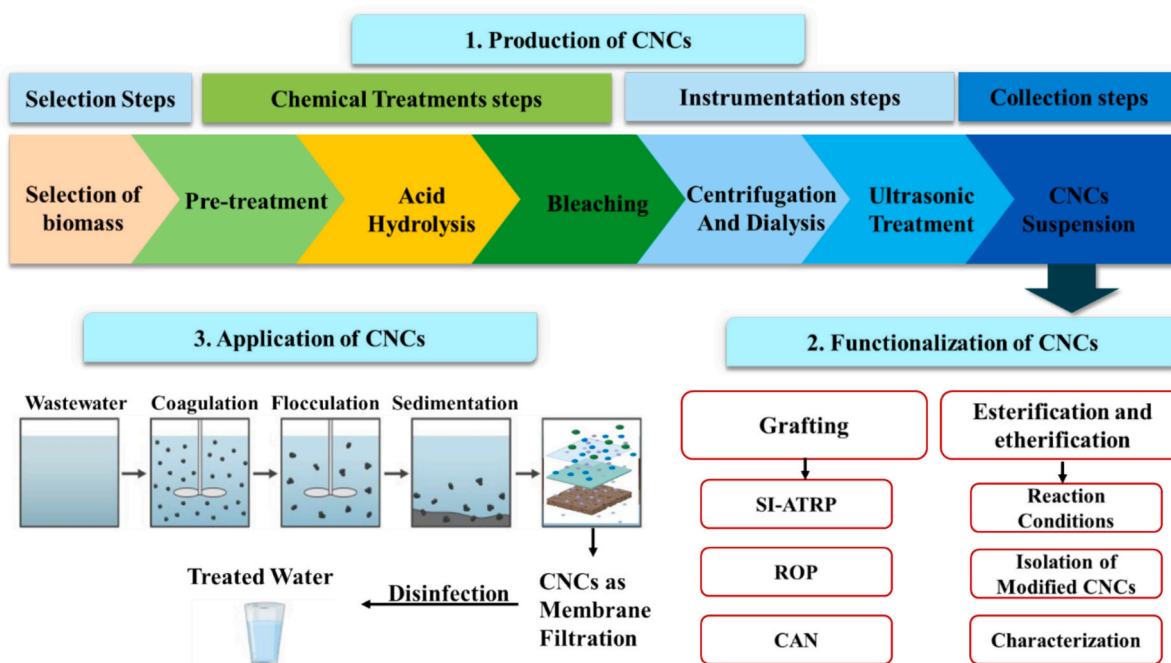 1. Production of CNCs
Selection Steps
Chemical Treatments steps
Instrumentation steps
Collection steps
Selection of
biomass
Pre-treatment
Acid
Hydrolysis
Bleaching
Centrifugation
And Dialysis
Ultrasonic
Treatment
CNCs
Suspension
3. Application of CNCs
Wastewater
Coagulation
Flocculation
Sedimentation
CNCs as
Membrane
Filtration
Disinfection
Treated Water
2. Functionalization of CNCs
Grafting
SI-ATRP
ROP
CAN
Esterification and
etherification
Reaction
Conditions
Isolation of
Modified CNCs
Characterization